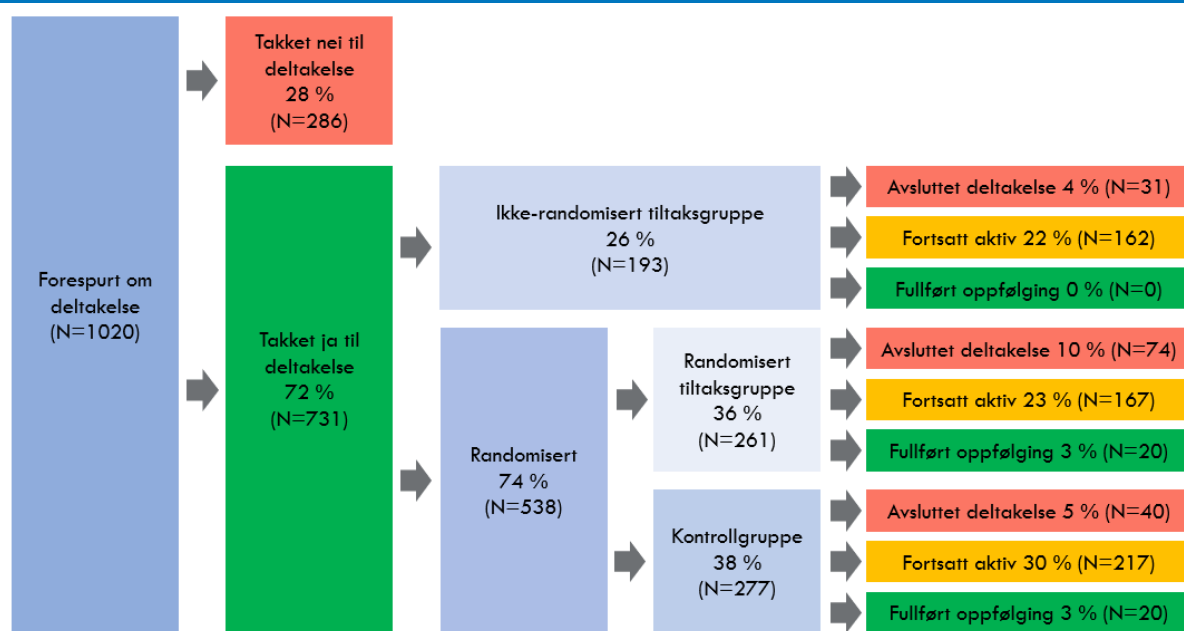 Takket nei til
deltakelse
28 %
(N=286)
Forespurt om
deltakelse
(N=1020)
Takket ja til
deltakelse
72 %
(N=731)
Ikke-randomisert tiltaksgruppe
26 %
(N=193)
Avsluttet deltakelse 4 % (N=31)
Fortsatt aktiv 22 % (N=162)
Fullført oppfølging 0 % (N=0)
Randomisert
74 %
(N=538)
Randomisert
tiltaksgruppe
36 %
(N=261)
Avsluttet deltakelse 10 % (N=74)
Fortsatt aktiv 23 % (N=167)
Fullført oppfølging 3 % (N=20)
Kontrollgruppe
38 %
(N=277)
Avsluttet deltakelse 5 % (N=40)
Fortsatt aktiv 30 % (N=217)
Fullført oppfølging 3 % (N=20)